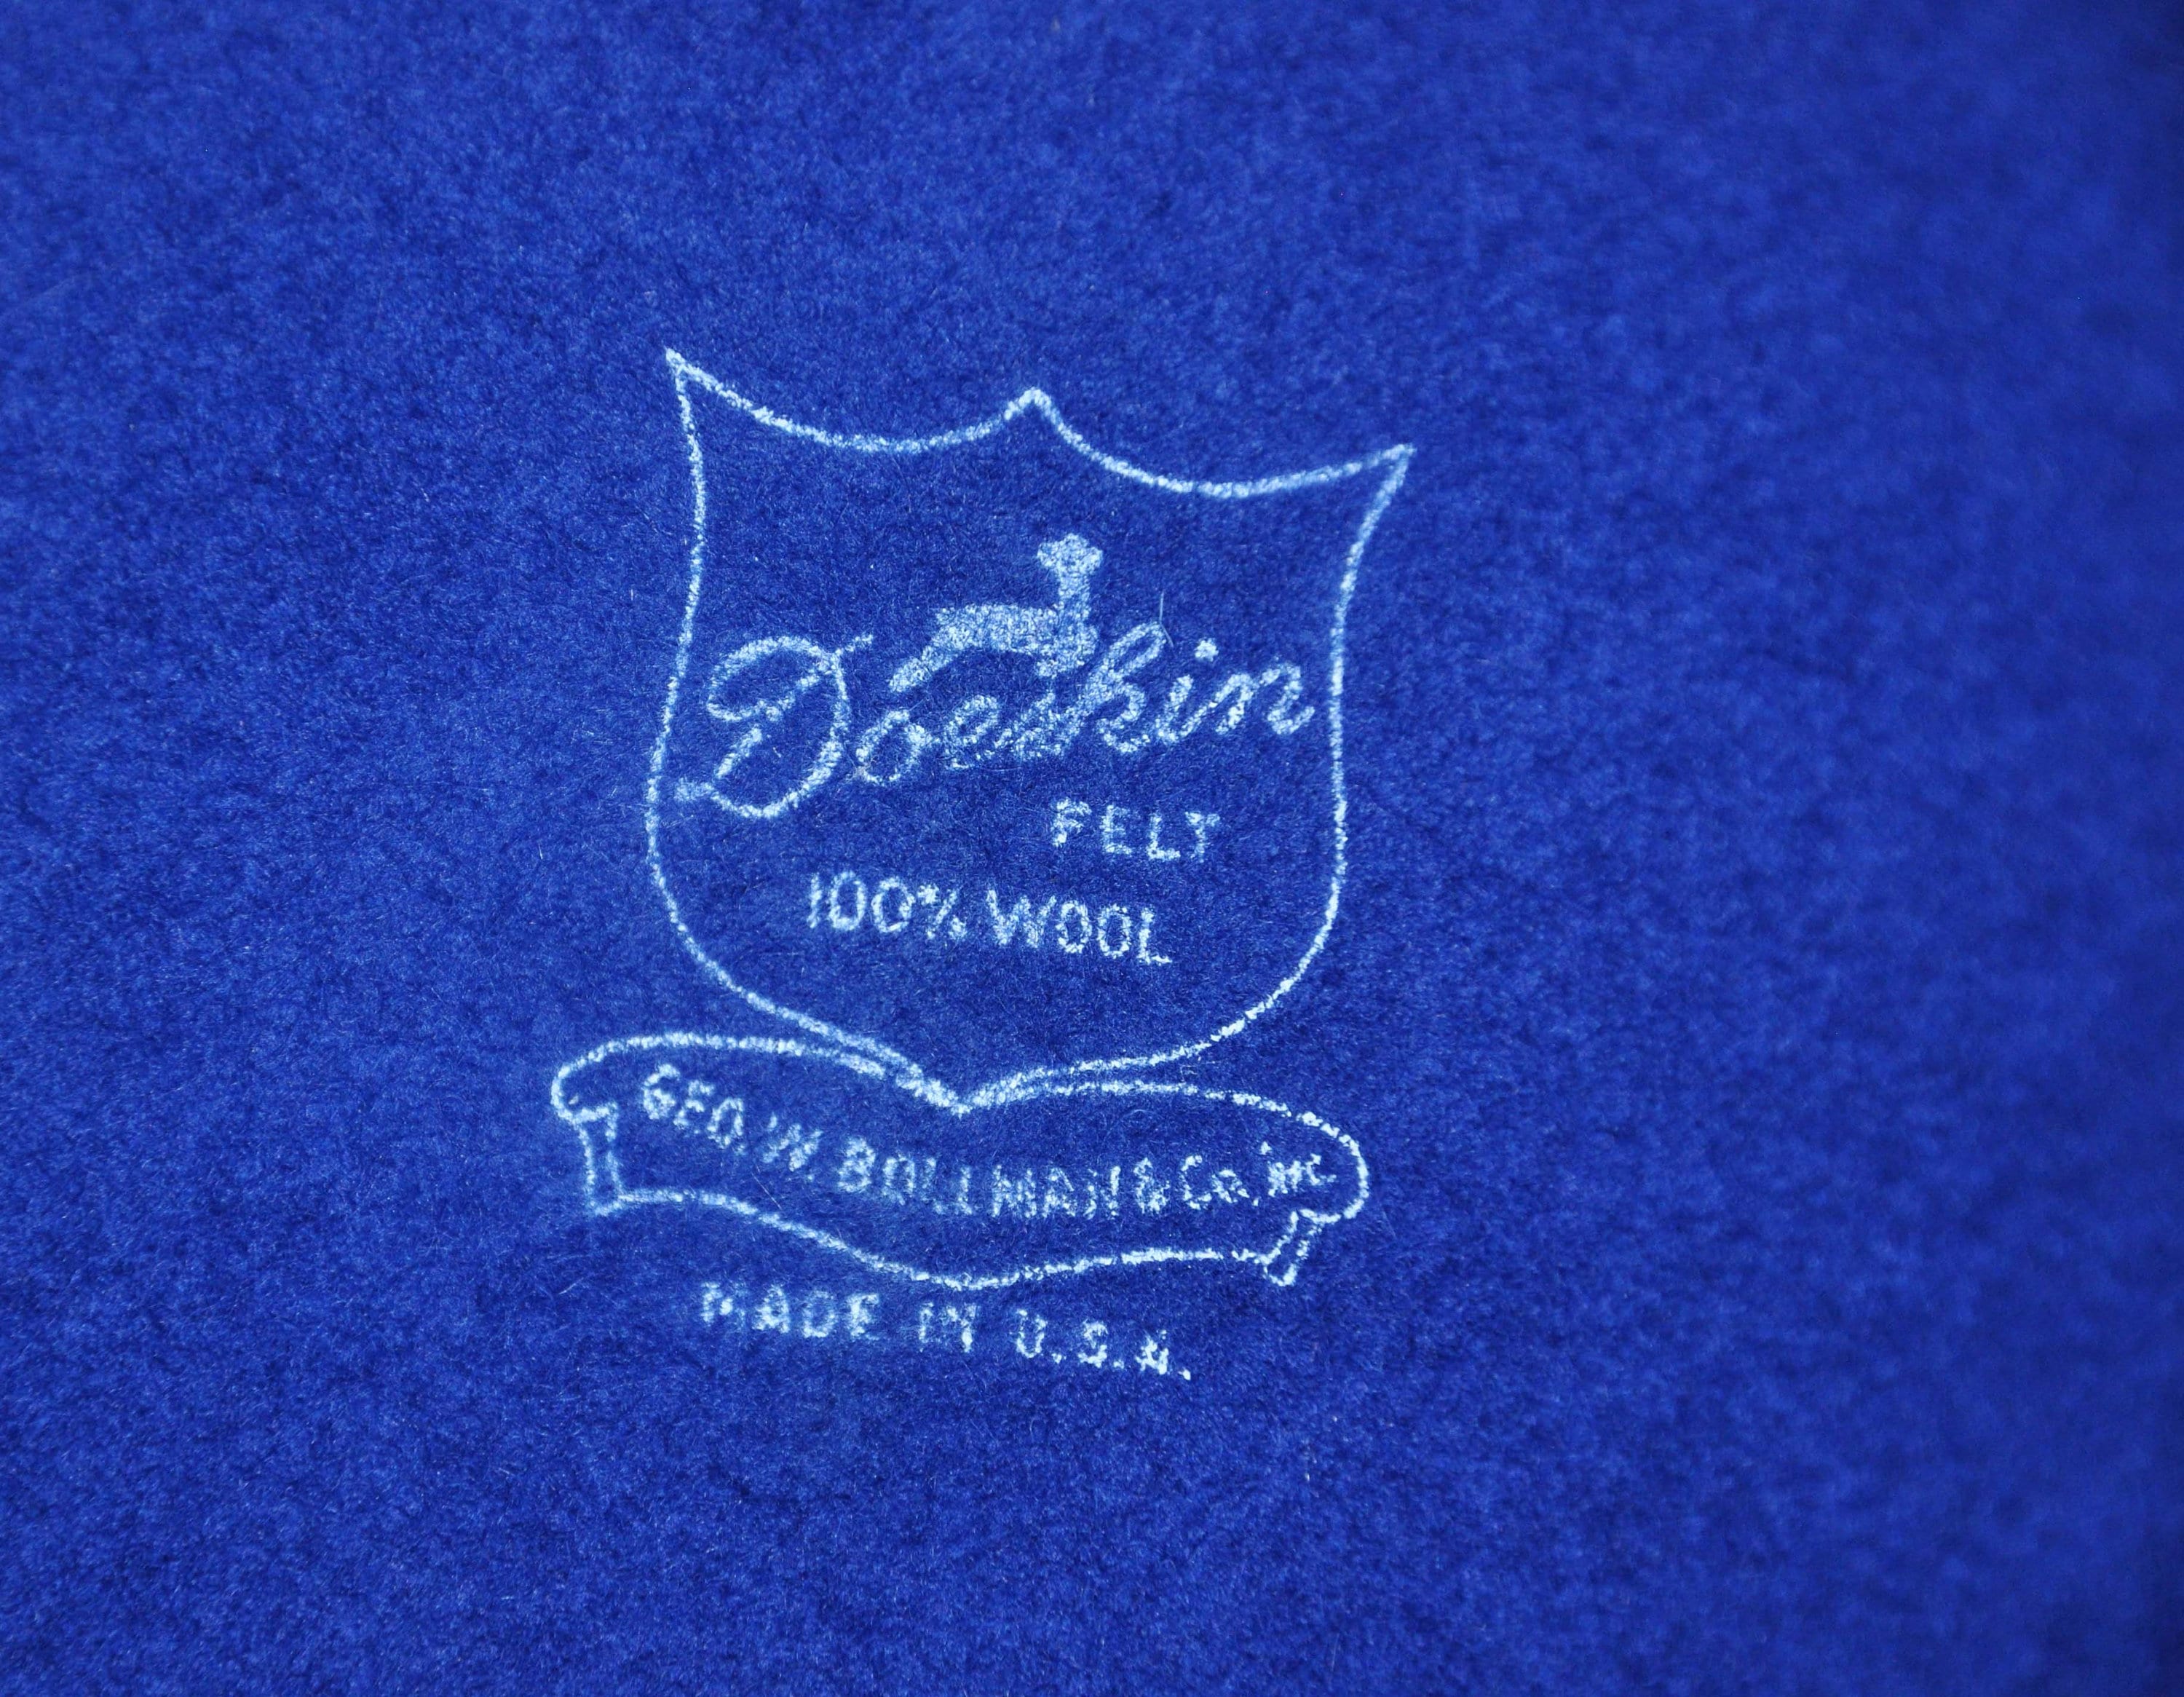 Doeskin
FELT
100% WOOL
GEO. W. BOLLMAN & Co., inc.
MADE IN U.S.A.